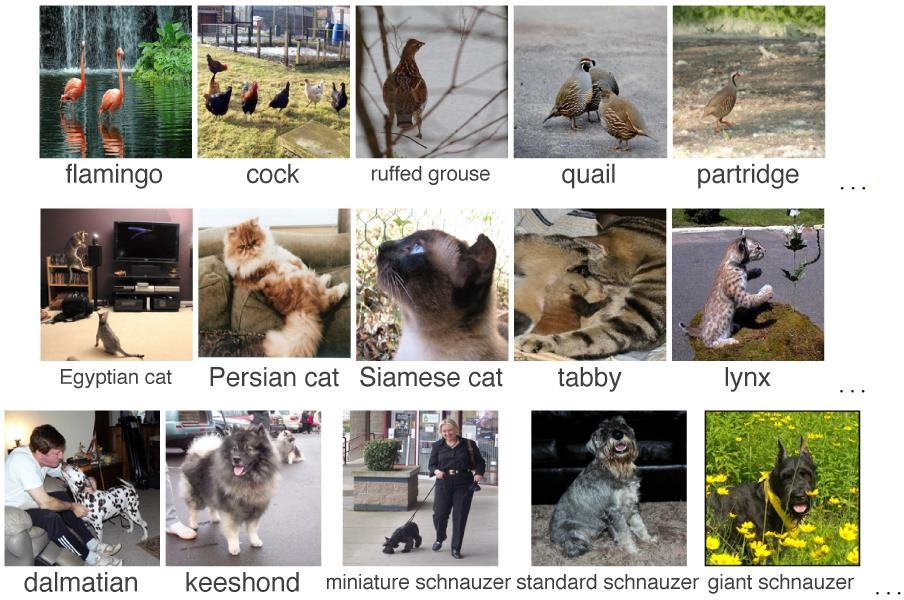 flamingo
cock
ruffed grouse
quail
partridge
...
Egyptian cat
Persian cat
Siamese cat
tabby
lynx
...
dalmatian
keeshond
miniature schnauzer
standard schnauzer
giant schnauzer
...